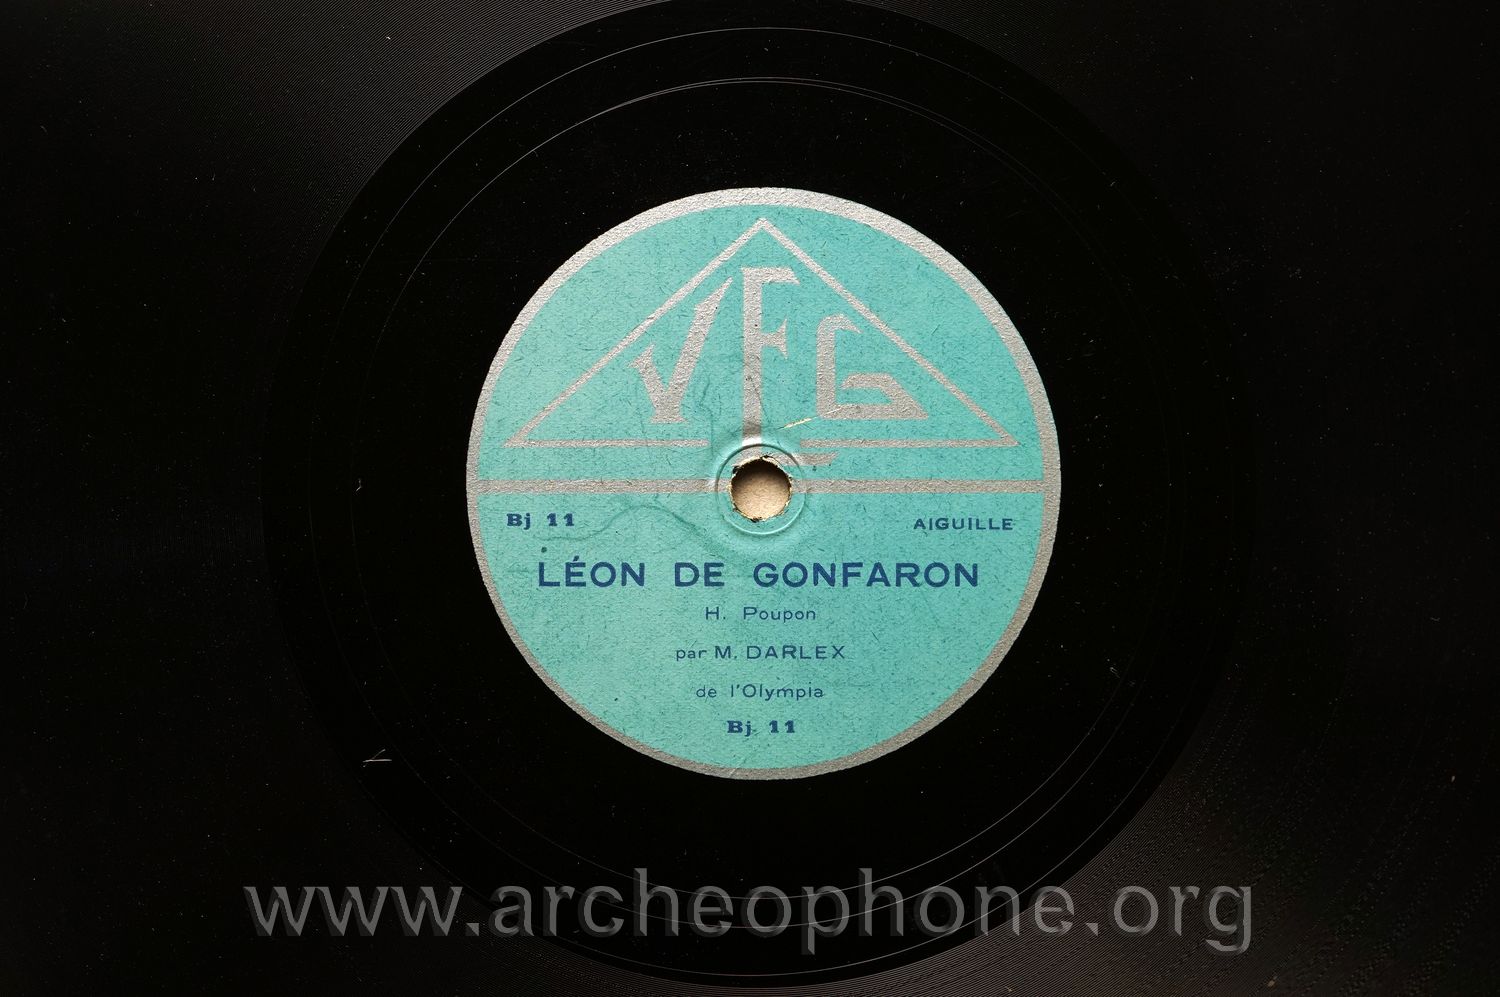 VFG
Bj 11 AIGUILLE
LÉON DE GONFARON
H. Poupon
par M. DARLEX
de l'Olympia
Bj 11
www.archeophone.org